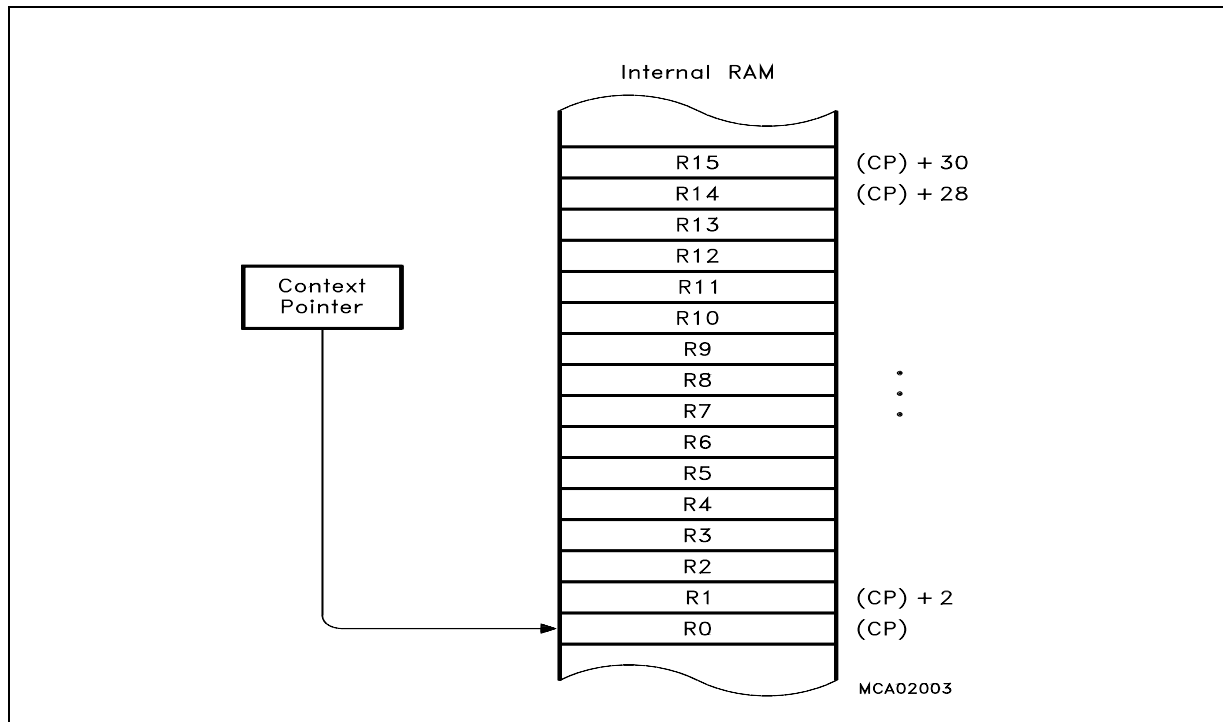 Internal RAM
R15 (CP) + 30
R14 (CP) + 28
R13
R12
Context
Pointer
R11
R10
R9
R8
R7
R6
R5
R4
R3
R2
R1 (CP) + 2
R0 (CP)
MCA02003